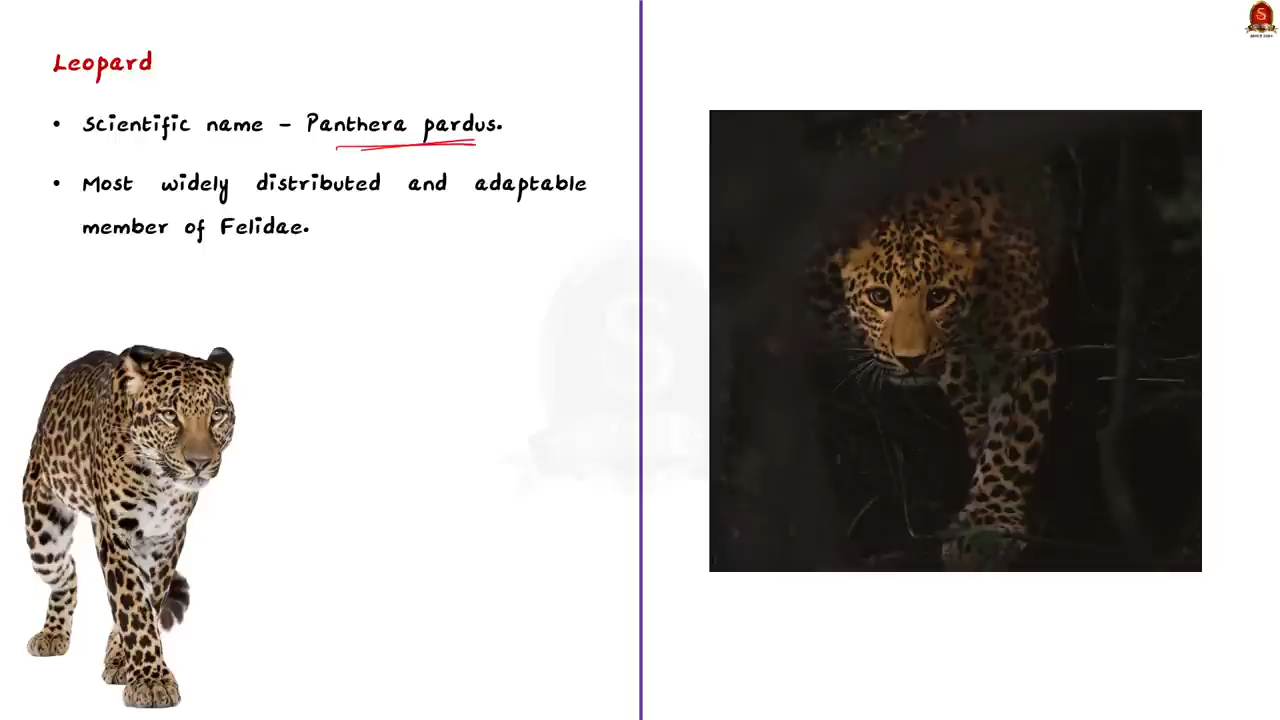 Leopard
• Scientific name – Panthera pardus.
• Most widely distributed and adaptable
member of Felidae.